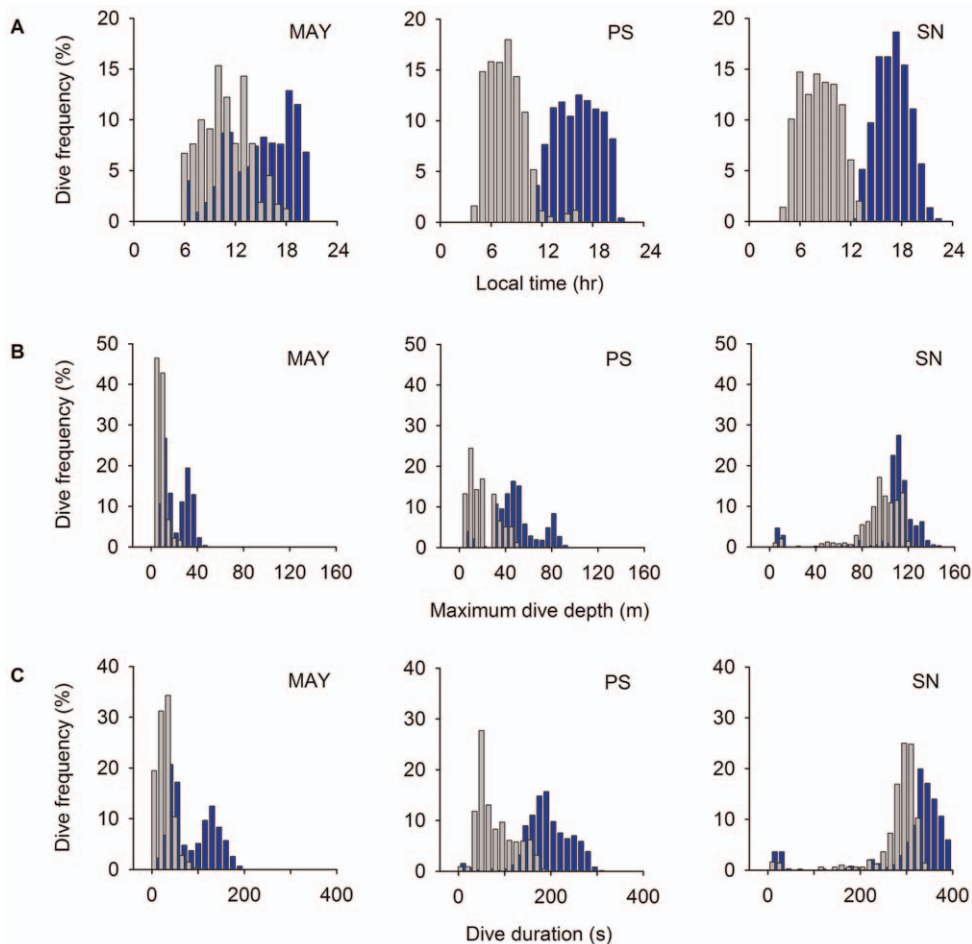 A
MAY
PS
SN
Dive frequency (%)
20
15
10
5
0
20
15
10
5
0
20
15
10
5
0
0 6 12 18 24
0 6 12 18 24
0 6 12 18 24
Local time (hr)
B
MAY
PS
SN
Dive frequency (%)
50
40
30
20
10
0
50
40
30
20
10
0
50
40
30
20
10
0
0 40 80 120 160
0 40 80 120 160
0 40 80 120 160
Maximum dive depth (m)
C
MAY
PS
SN
Dive frequency (%)
40
30
20
10
0
40
30
20
10
0
40
30
20
10
0
0 200 400
0 200 400
0 200 400
Dive duration (s)